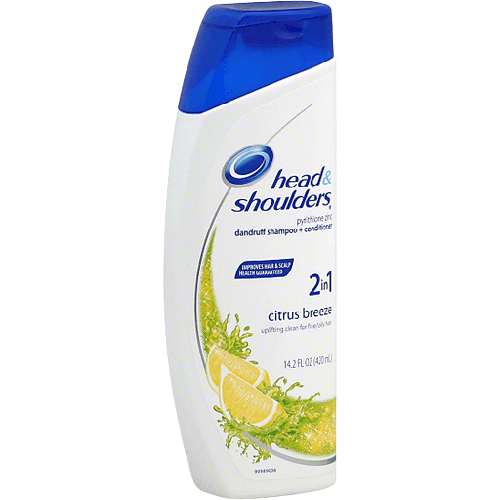 head&
shoulders®
pyrithione zinc
dandruff shampoo + conditioner
IMPROVES HAIR & SCALP
HEALTH GUARANTEED
2in1
citrus breeze
uplifting clean for fine/oily hair
14.2 FL OZ (420 mL)